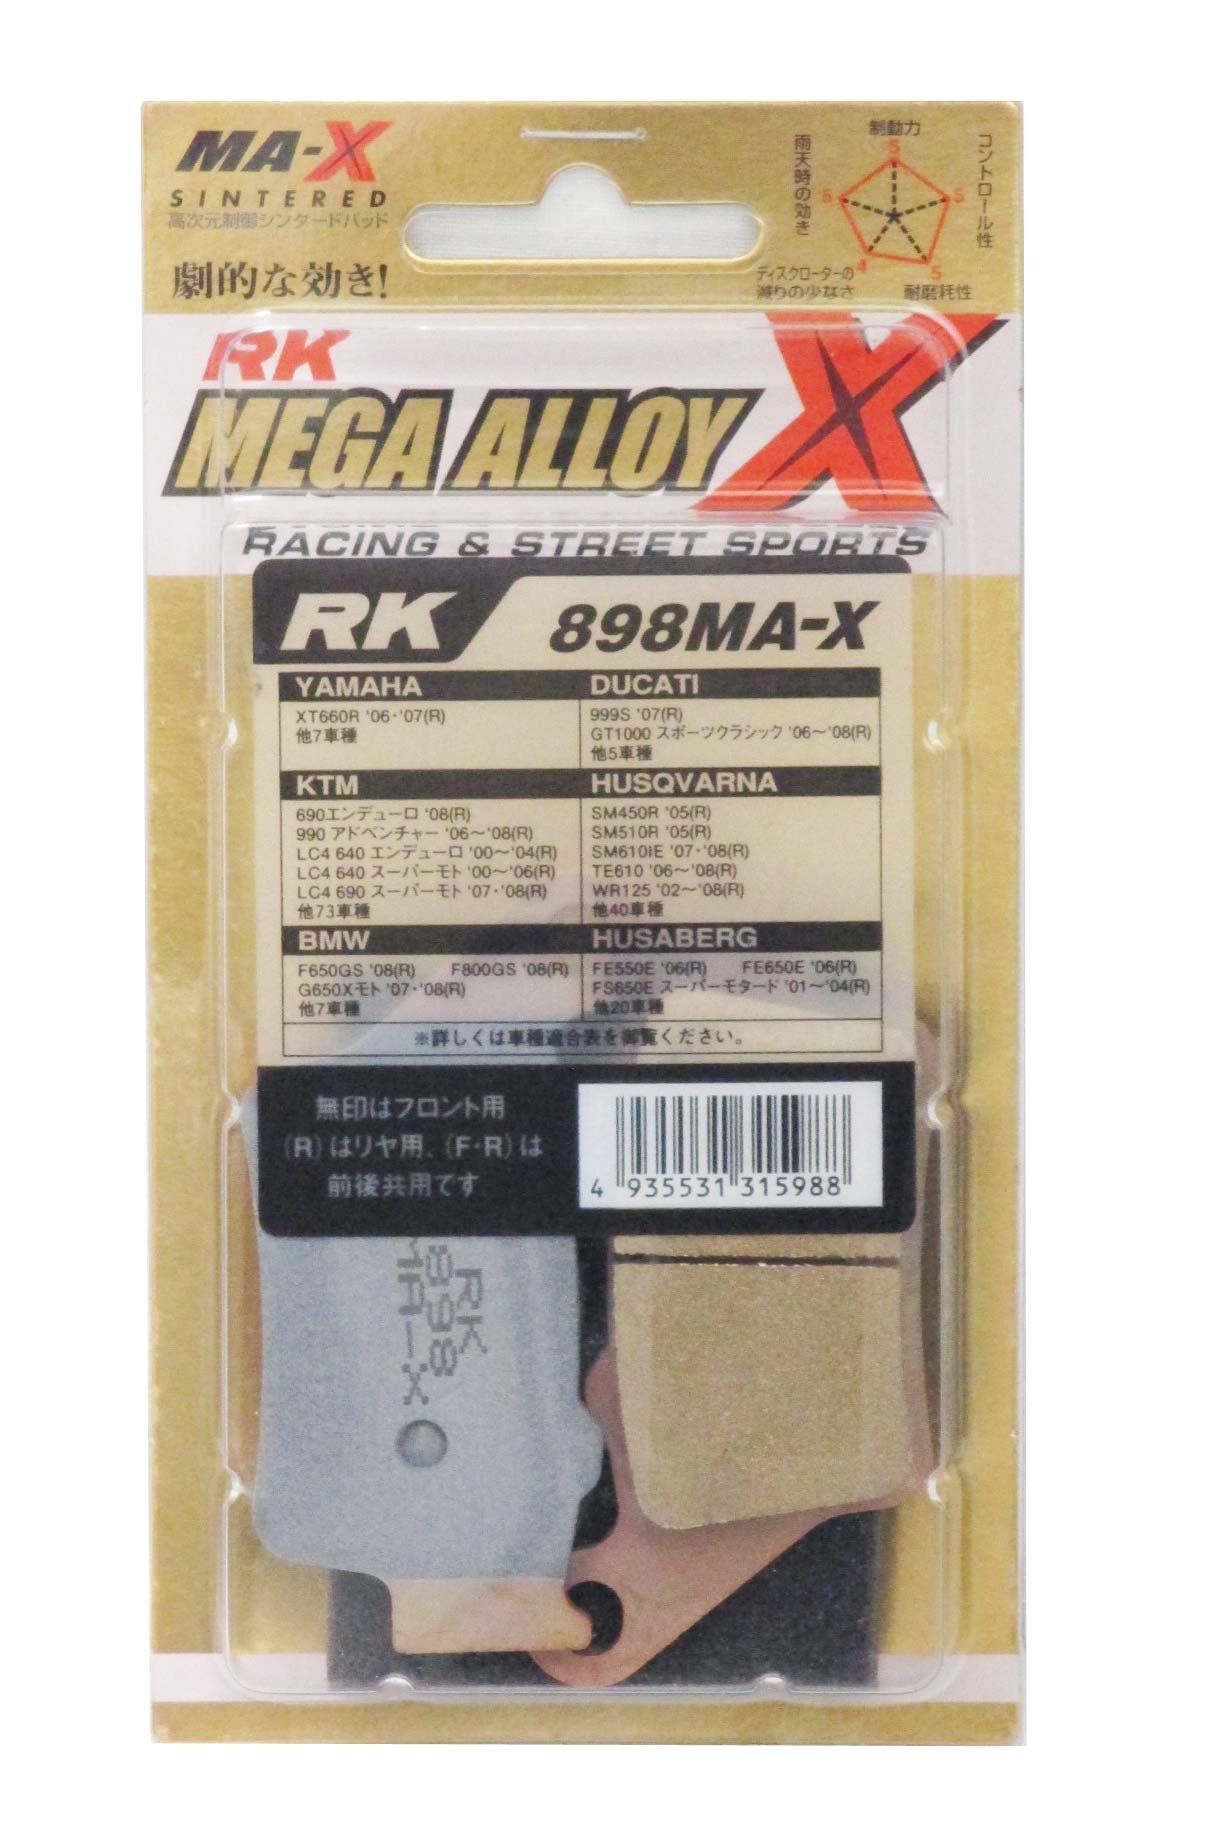 MA-X
SINTERED
高次元制御シンタードパッド
劇的な効き!
制動力
5
コントロール性
5
耐磨耗性
5
ディスクローターの
減りの少なさ
4
雨天時の効き
5
RK
MEGA ALLOY X
RACING & STREET SPORTS
RK 898MA-X
YAMAHA
XT660R '06・'07(R)
他7車種
DUCATI
999S '07(R)
GT1000 スポーツクラシック '06〜'08(R)
他5車種
KTM
690エンデューロ '08(R)
990 アドベンチャー '06〜'08(R)
LC4 640 エンデューロ '00〜'04(R)
LC4 640 スーパーモト '00〜'06(R)
LC4 690 スーパーモト '07・'08(R)
他73車種
HUSQVARNA
SM450R '05(R)
SM510R '05(R)
SM610IE '07・'08(R)
TE610 '06〜'08(R)
WR125 '02〜'08(R)
他40車種
BMW
F650GS '08(R) F800GS '08(R)
G650Xモト '07・'08(R)
他7車種
HUSABERG
FE550E '06(R) FE650E '06(R)
FS650E スーパーモタード '01〜'04(R)
他20車種
※詳しくは車種適合表を御覧ください。
無印はフロント用
(R)はリヤ用、(F・R)は
前後共用です
4 935531 315988
RK
898
MA-X